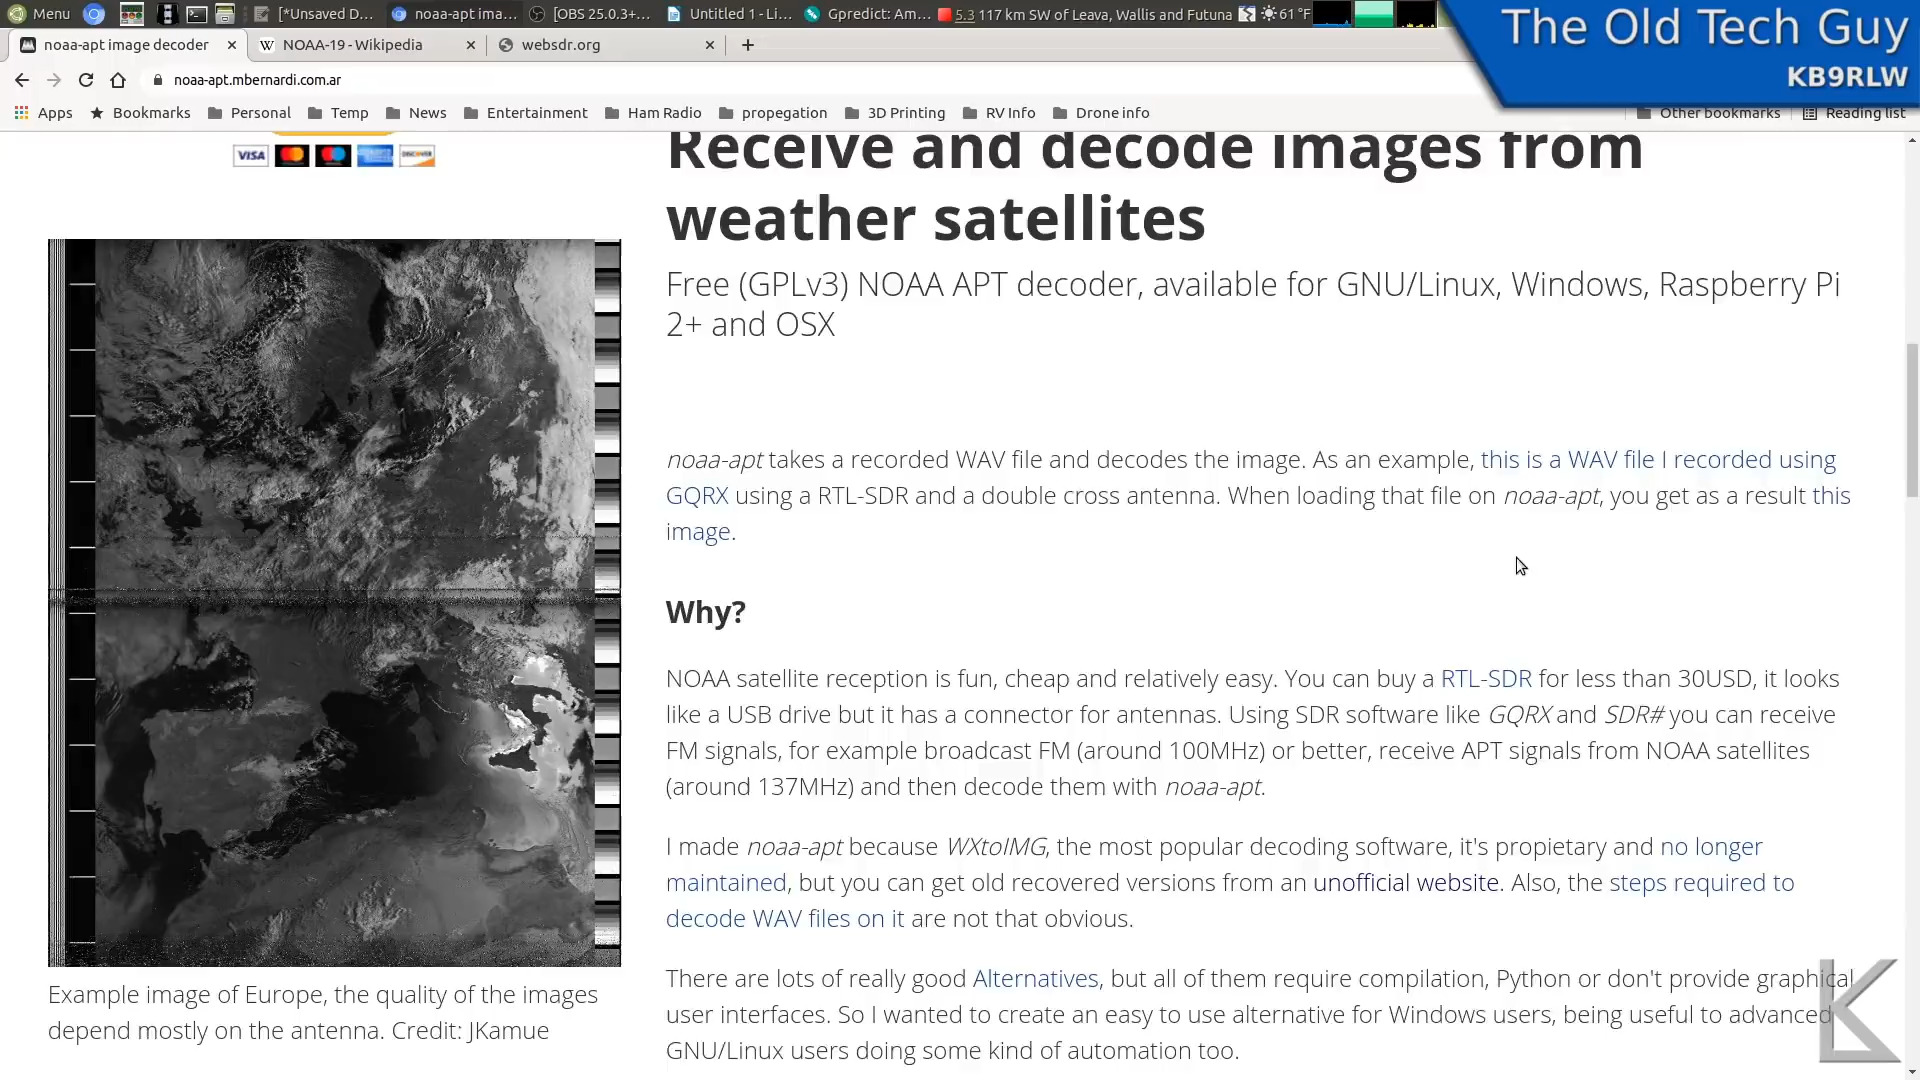 Menu
[*Unsaved D...
noaa-apt ima...
[OBS 25.0.3+...
Untitled 1 - Li...
Gpredict: Am...
5.3 117 km SW of Leava, Wallis and Futuna
61 °F
The Old Tech Guy
KB9RLW
noaa-apt image decoder
NOAA-19 - Wikipedia
websdr.org
noaa-apt.mbernardi.com.ar
Apps
Bookmarks
Personal
Temp
News
Entertainment
Ham Radio
propegation
3D Printing
RV Info
Drone info
Other bookmarks
Reading list
VISA
DISCOVER
Receive and decode images from
weather satellites
Free (GPLv3) NOAA APT decoder, available for GNU/Linux, Windows, Raspberry Pi
2+ and OSX
noaa-apt takes a recorded WAV file and decodes the image. As an example, this is a WAV file I recorded using
GQRX using a RTL-SDR and a double cross antenna. When loading that file on noaa-apt, you get as a result this
image.
Why?
NOAA satellite reception is fun, cheap and relatively easy. You can buy a RTL-SDR for less than 30USD, it looks
like a USB drive but it has a connector for antennas. Using SDR software like GQRX and SDR# you can receive
FM signals, for example broadcast FM (around 100MHz) or better, receive APT signals from NOAA satellites
(around 137MHz) and then decode them with noaa-apt.
I made noaa-apt because WXtoIMG, the most popular decoding software, it's propietary and no longer
maintained, but you can get old recovered versions from an unofficial website. Also, the steps required to
decode WAV files on it are not that obvious.
There are lots of really good Alternatives, but all of them require compilation, Python or don't provide graphical
user interfaces. So I wanted to create an easy to use alternative for Windows users, being useful to advanced
GNU/Linux users doing some kind of automation too.
Example image of Europe, the quality of the images
depend mostly on the antenna. Credit: JKamue
K